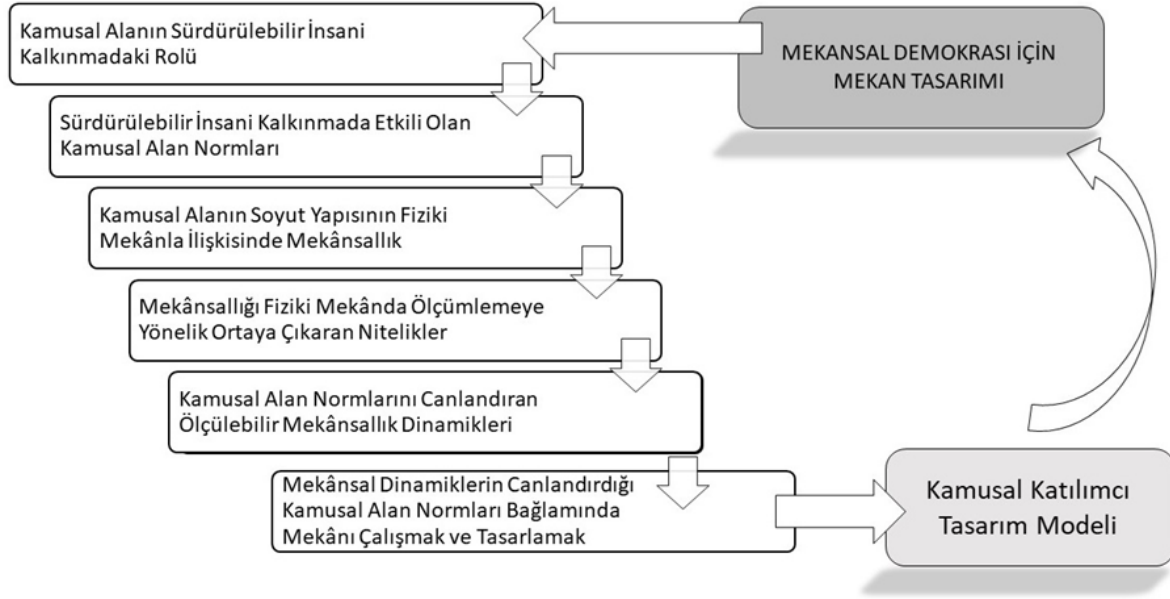 Kamusal Alanın Sürdürülebilir İnsani
Kalkınmadaki Rolü
MEKANSAL DEMOKRASI İÇİN
MEKAN TASARIMI
Sürdürülebilir İnsani Kalkınmada Etkili Olan
Kamusal Alan Normları
Kamusal Alanın Soyut Yapısının Fiziki
Mekânla İlişkisinde Mekânsallık
Mekânsallığı Fiziki Mekânda Ölçümlemeye
Yönelik Ortaya Çıkaran Nitelikler
Kamusal Alan Normlarını Canlandıran
Ölçülebilir Mekânsallık Dinamikleri
Mekânsal Dinamiklerin Canlandırdığı
Kamusal Alan Normları Bağlamında
Mekânı Çalışmak ve Tasarlamak
Kamusal Katılımcı
Tasarım Modeli